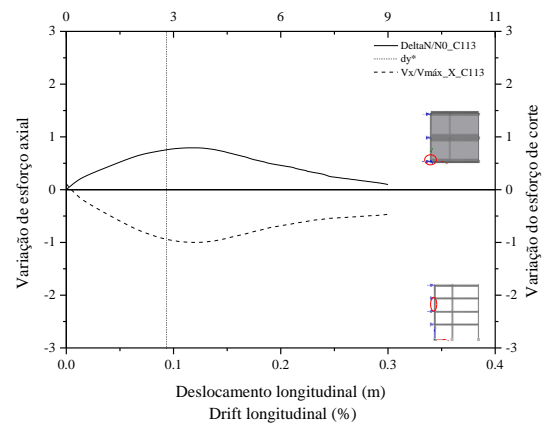 0 3 6 9 11
3 3
DeltaN/N0_C113
dy*
Vx/Vmáx_X_C113
2 2
1 1
0 0
-1 -1
-2 -2
-3 -3
Variação de esforço axial
Variação do esforço de corte
0.0 0.1 0.2 0.3 0.4
Deslocamento longitudinal (m)
Drift longitudinal (%)